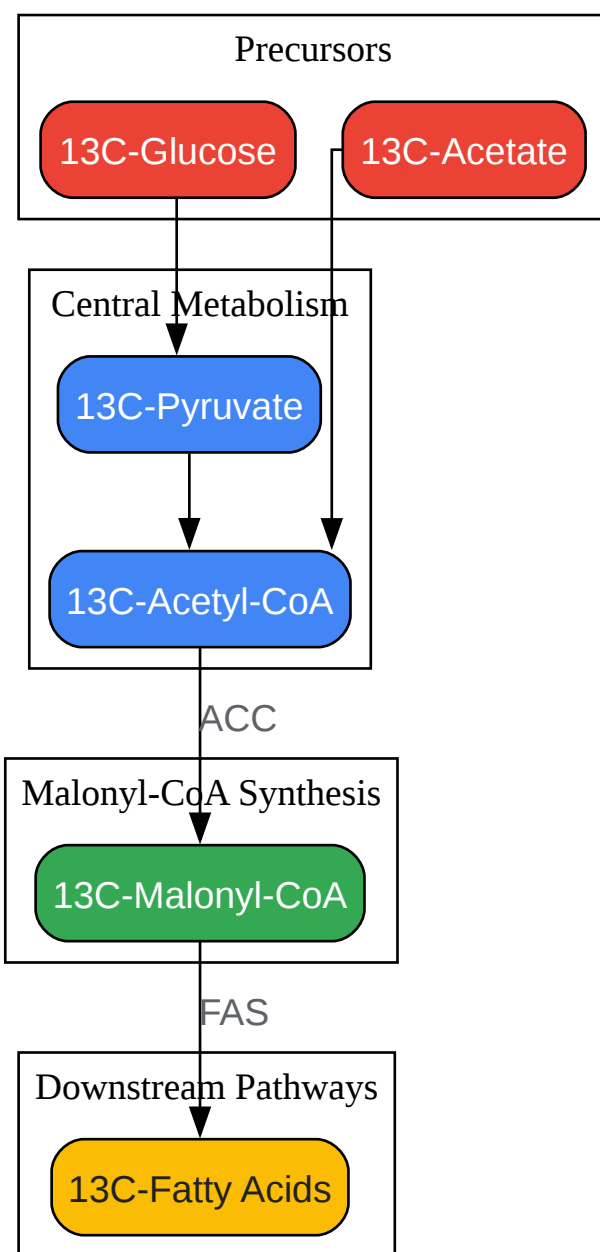 Precursors
13C-Glucose
13C-Acetate
Central Metabolism
13C-Pyruvate
13C-Acetyl-CoA
ACC
Malonyl-CoA Synthesis
13C-Malonyl-CoA
FAS
Downstream Pathways
13C-Fatty Acids